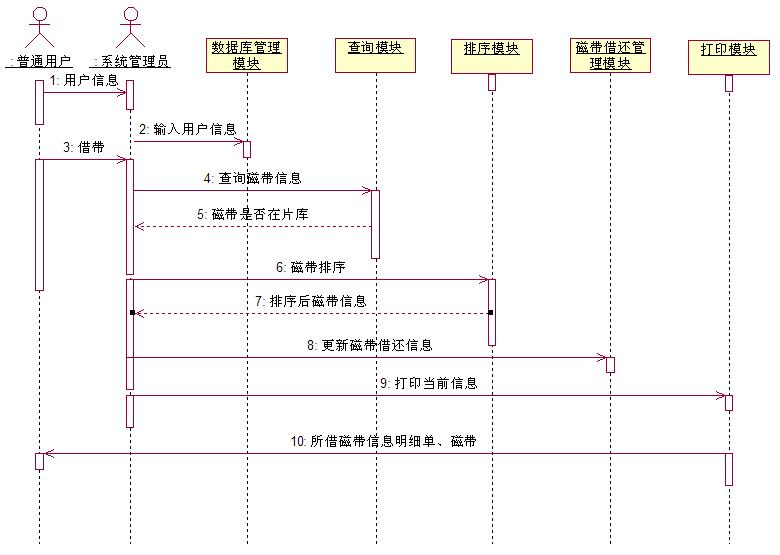 : 普通用户
: 系统管理员
数据库管理
模块
查询模块
排序模块
磁带借还管
理模块
打印模块
1: 用户信息
2: 输入用户信息
3: 借带
4: 查询磁带信息
5: 磁带是否在片库
6: 磁带排序
7: 排序后磁带信息
8: 更新磁带借还信息
9: 打印当前信息
10: 所借磁带信息明细单、磁带